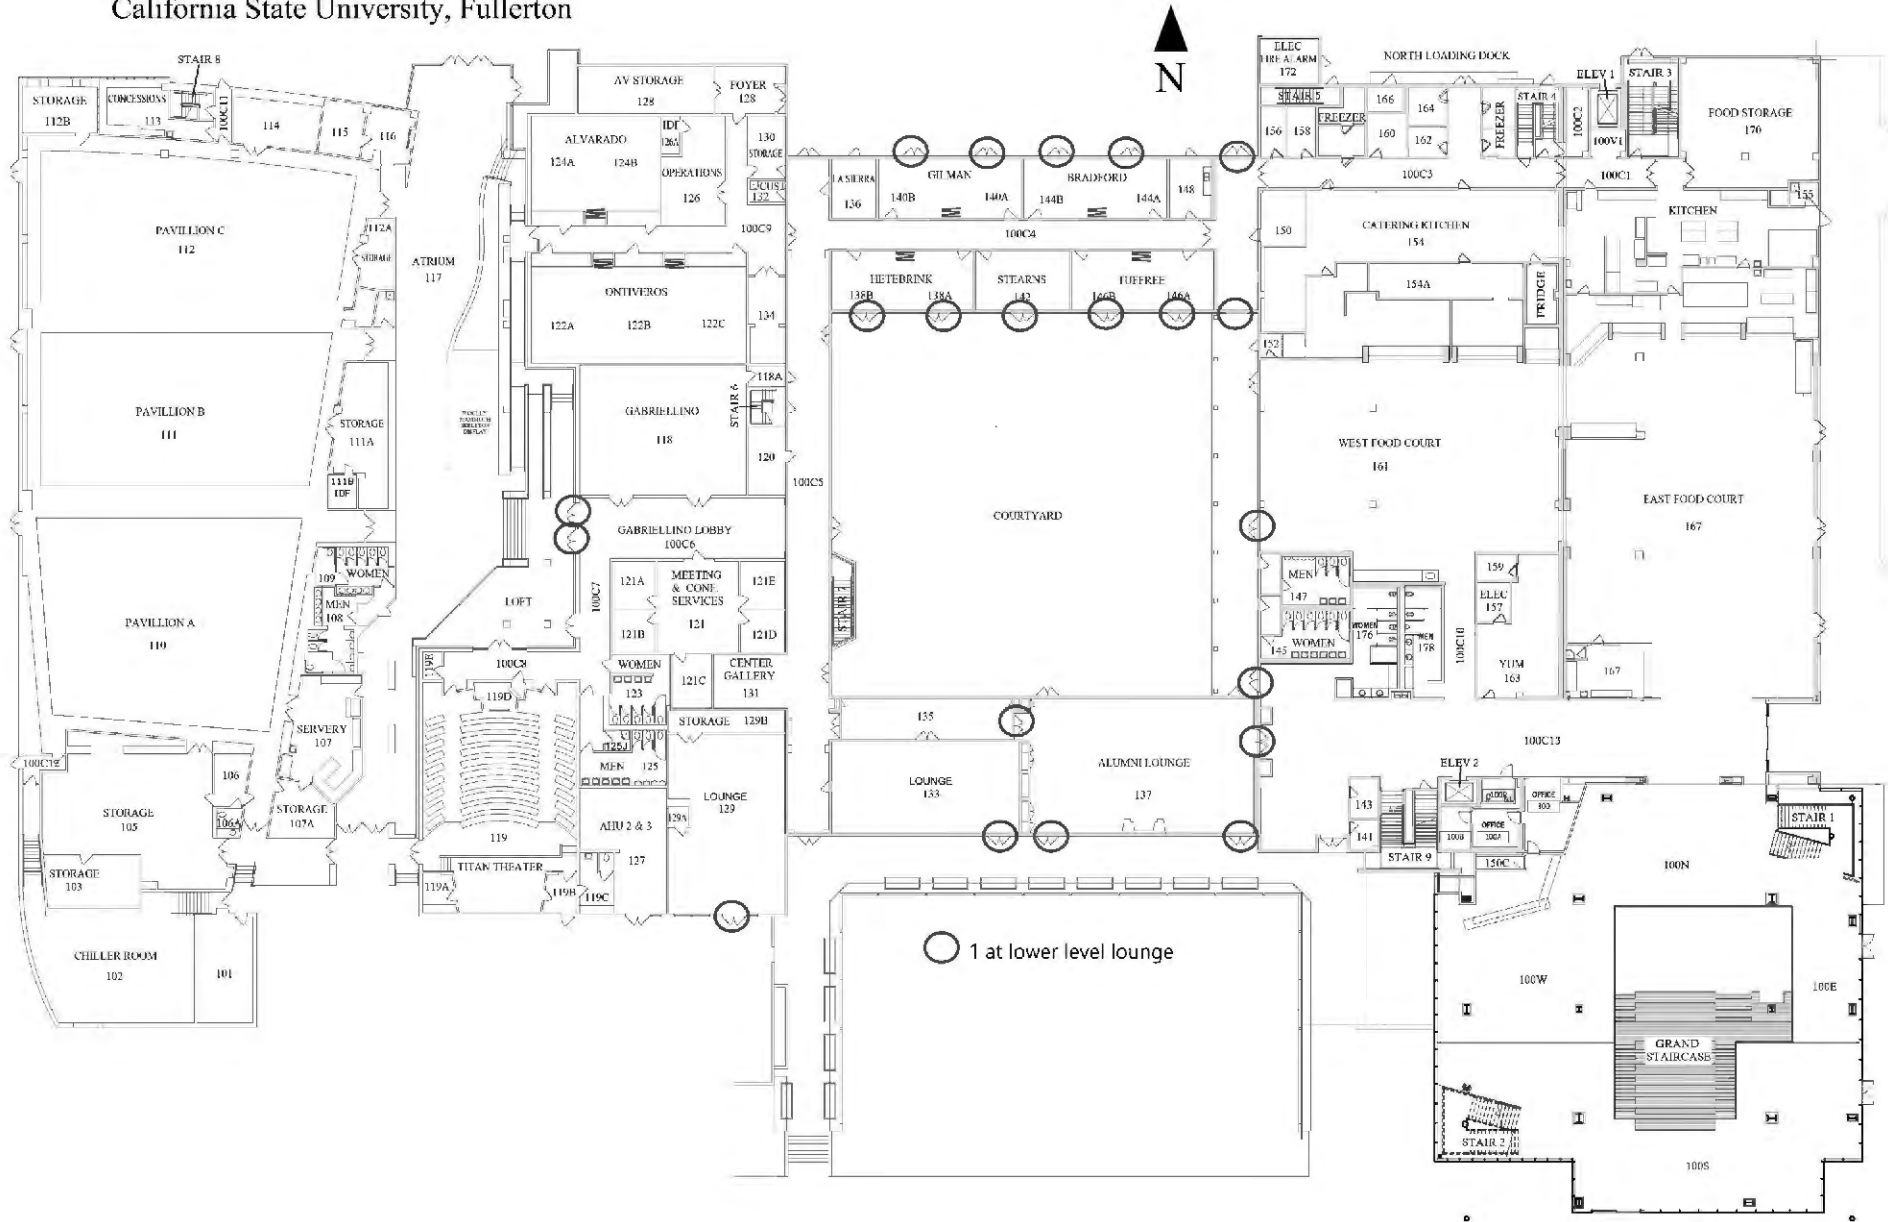 California State University, Fullerton
N
STAIR 8
STORAGE
112B
CONCESSIONS
113
100C11
114
115
116
PAVILLION C
112
112A
STORAGE
ATRIUM
117
PAVILLION B
111
STORAGE
111A
111B
IDF
PAVILLION A
110
109
WOMEN
MEN
108
SERVERY
107
STORAGE
107A
106
106A
100C12
STORAGE
105
STORAGE
103
CHILLER ROOM
102
101
AV STORAGE
128
FOYER
128
ALVARADO
124A
124B
IDF
126A
OPERATIONS
126
130
STORAGE
132
100C9
ONTIVEROS
122A
122B
122C
134
GABRIELLINO
118
118A
STAIR 6
120
100C5
GABRIELLINO LOBBY
100C6
100C7
LOFT
121A
MEETING
& CONF.
SERVICES
121
121E
121B
121D
121C
CENTER
GALLERY
131
WOMEN
123
STORAGE 129B
125J
MEN
125
LOUNGE
129
129A
AHU 2 & 3
127
119E
100C8
119D
119
TITAN THEATER
119A
119B
119C
LA SIERRA
136
GILMAN
140B
140A
BRADFORD
144B
144A
148
100C4
HETEBRINK
138B
138A
STEARNS
142
TUFFREE
146B
146A
COURTYARD
STAIR 7
135
LOUNGE
133
ALUMNI LOUNGE
137
1 at lower level lounge
ELEC
FIRE ALARM
172
NORTH LOADING DOCK
STAIR 5
156
158
FREEZER
166
160
164
162
FREEZER
STAIR 4
100C2
ELEV 1
100V1
STAIR 3
FOOD STORAGE
170
155
100C3
100C1
150
CATERING KITCHEN
154
154A
FRIDGE
KITCHEN
152
WEST FOOD COURT
161
EAST FOOD COURT
167
MEN
147
WOMEN
145
WOMEN
176
MEN
178
100C10
159
ELEC
157
YUM
163
167
100C13
ELEV 2
143
141
STAIR 9
100B
OFFICE
100A
OFFICE
150C
STAIR 1
100N
100W
100E
GRAND
STAIRCASE
STAIR 2
100S